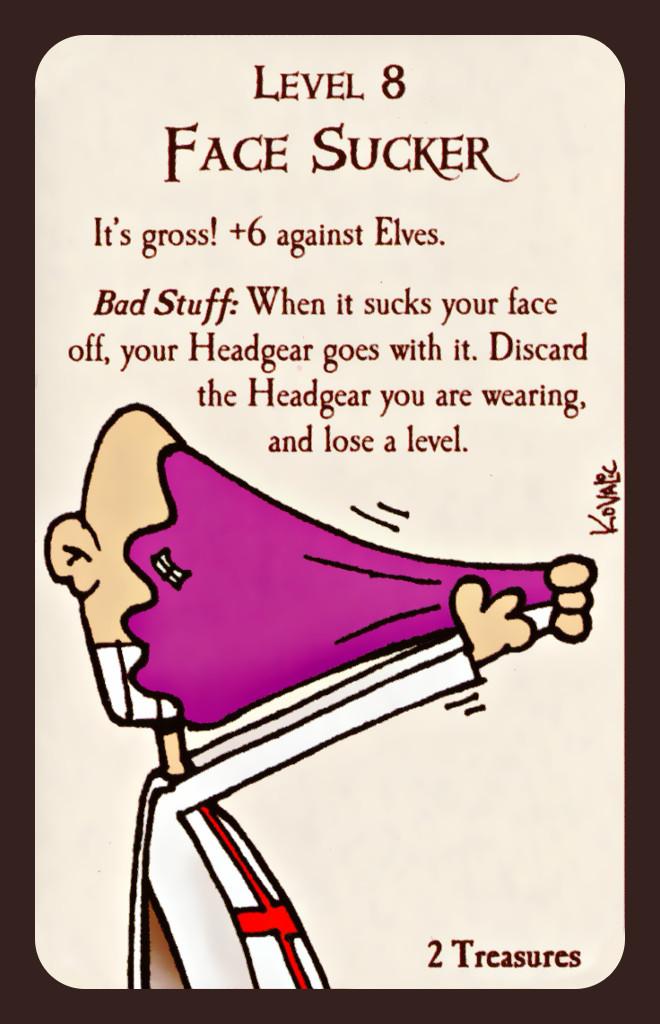 Level 8
Face Sucker
It's gross! +6 against Elves.
Bad Stuff: When it sucks your face
off, your Headgear goes with it. Discard
the Headgear you are wearing,
and lose a level.
Kovalic
2 Treasures